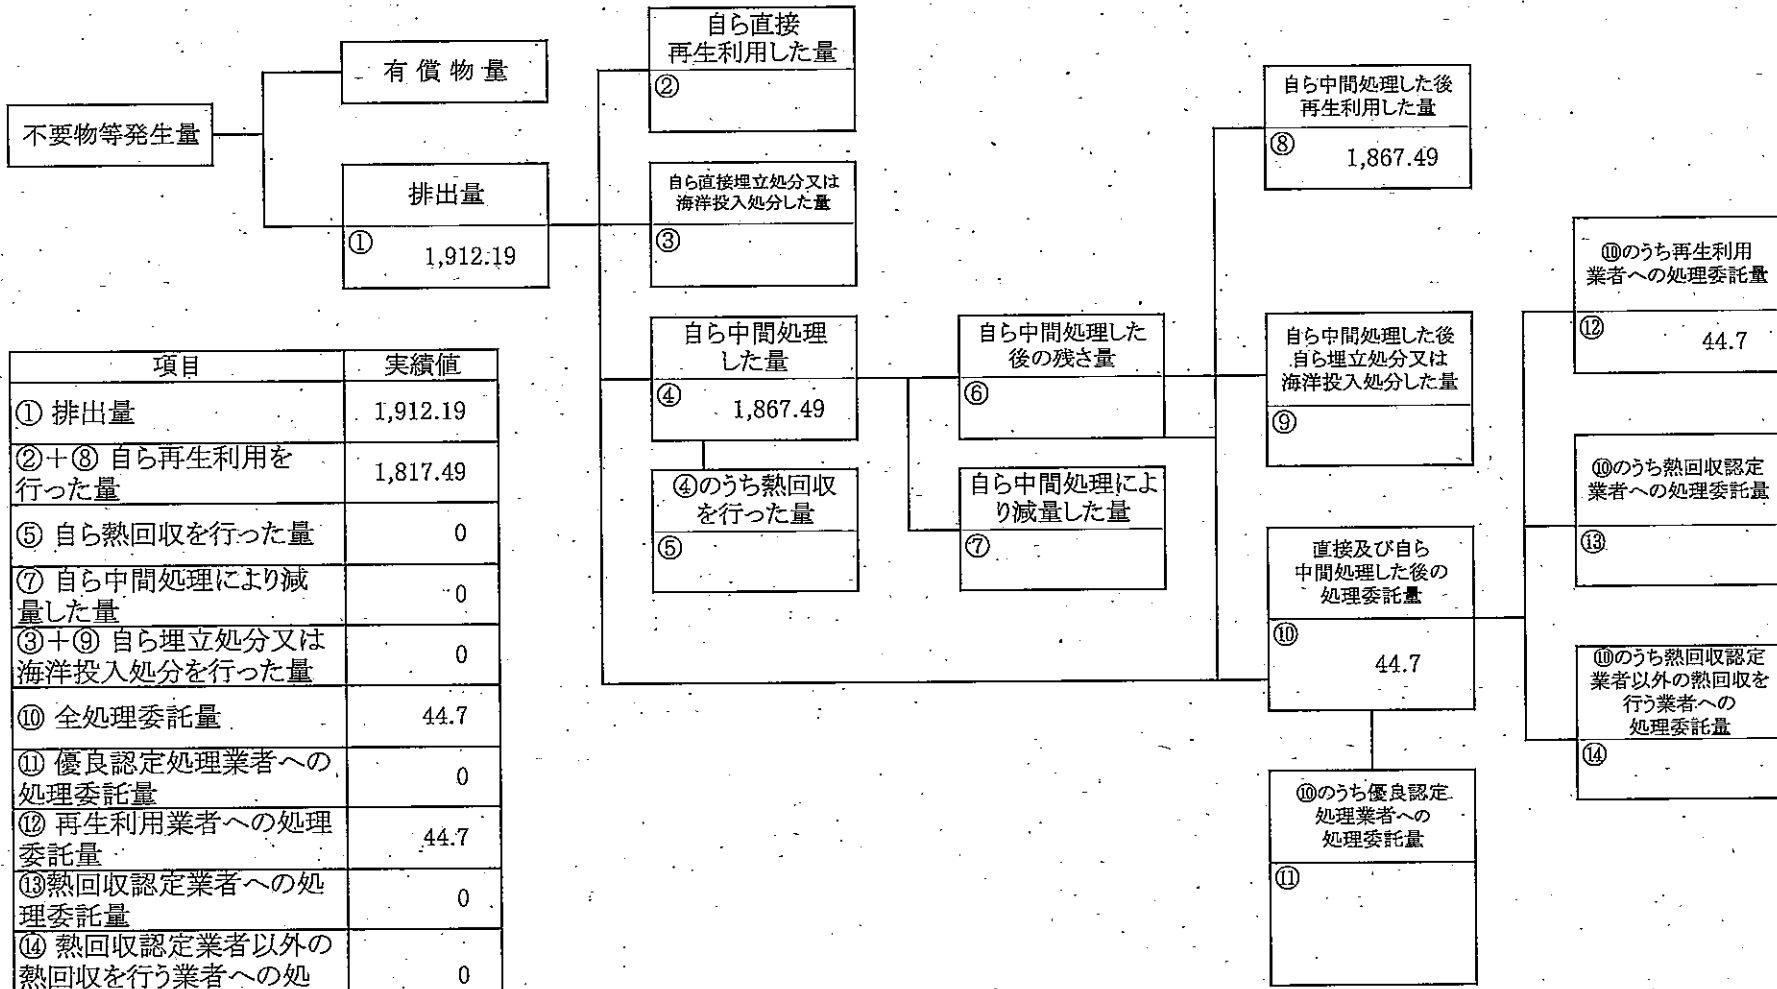 不要物等発生量
有償物量
排出量
①
1,912.19
自ら直接
再生利用した量
②
自ら直接埋立処分又は
海洋投入処分した量
③
自ら中間処理
した量
④
1,867.49
④のうち熱回収
を行った量
⑤
自ら中間処理した
後の残さ量
⑥
自ら中間処理によ
り減量した量
⑦
自ら中間処理した後
再生利用した量
⑧
1,867.49
自ら中間処理した後
自ら埋立処分又は
海洋投入処分した量
⑨
直接及び自ら
中間処理した後の
処理委託量
⑩
44.7
⑩のうち優良認定
処理業者への
処理委託量
⑪
⑩のうち再生利用
業者への処理委託量
⑫
44.7
⑩のうち熱回収認定
業者への処理委託量
⑬
⑩のうち熱回収認定
業者以外の熱回収を
行う業者への
処理委託量
⑭
項目 実績値
① 排出量 1,912.19
②+⑧ 自ら再生利用を
行った量 1,817.49
⑤ 自ら熱回収を行った量 0
⑦ 自ら中間処理により減
量した量 0
③+⑨ 自ら埋立処分又は
海洋投入処分を行った量 0
⑩ 全処理委託量 44.7
⑪ 優良認定処理業者への
処理委託量 0
⑫ 再生利用業者への処理
委託量 44.7
⑬熱回収認定業者への処
理委託量 0
⑭ 熱回収認定業者以外の
熱回収を行う業者への処 0